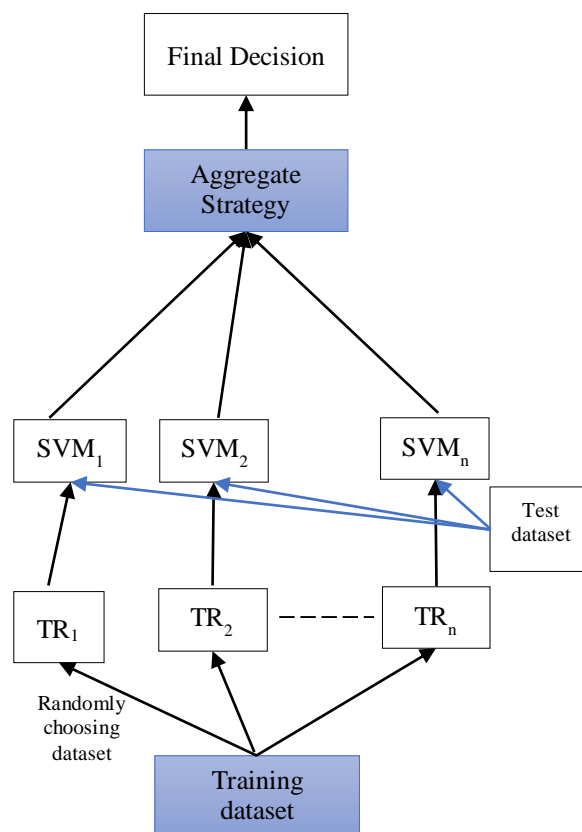 Final Decision
Aggregate
Strategy
SVM₁
SVM₂
SVMₙ
Test
dataset
TR₁
TR₂
TRₙ
Randomly
choosing
dataset
Training
dataset